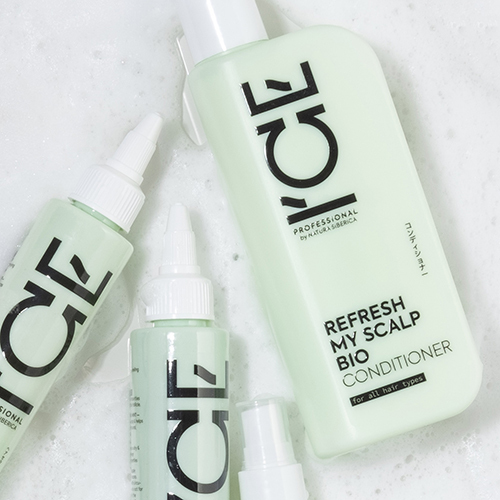 I'CE
PROFESSIONAL
by NATURA SIBERICA
コンディショナー
REFRESH
MY SCALP
BIO
CONDITIONER
for all hair types
I'CE
I'CE